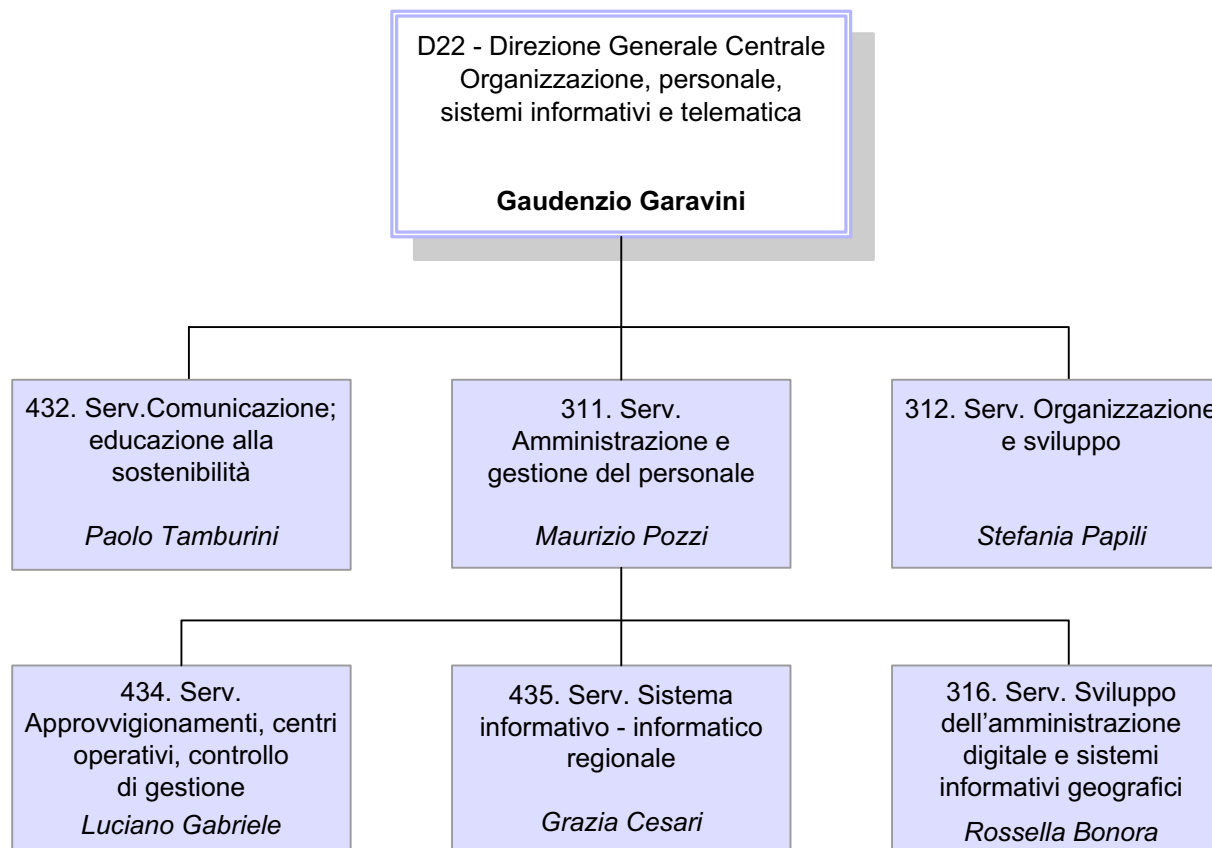 D22 - Direzione Generale Centrale
Organizzazione, personale,
sistemi informativi e telematica
Gaudenzio Garavini
432. Serv.Comunicazione;
educazione alla
sostenibilità
Paolo Tamburini
311. Serv.
Amministrazione e
gestione del personale
Maurizio Pozzi
312. Serv. Organizzazione
e sviluppo
Stefania Papili
434. Serv.
Approvvigionamenti, centri
operativi, controllo
di gestione
Luciano Gabriele
435. Serv. Sistema
informativo - informatico
regionale
Grazia Cesari
316. Serv. Sviluppo
dell’amministrazione
digitale e sistemi
informativi geografici
Rossella Bonora